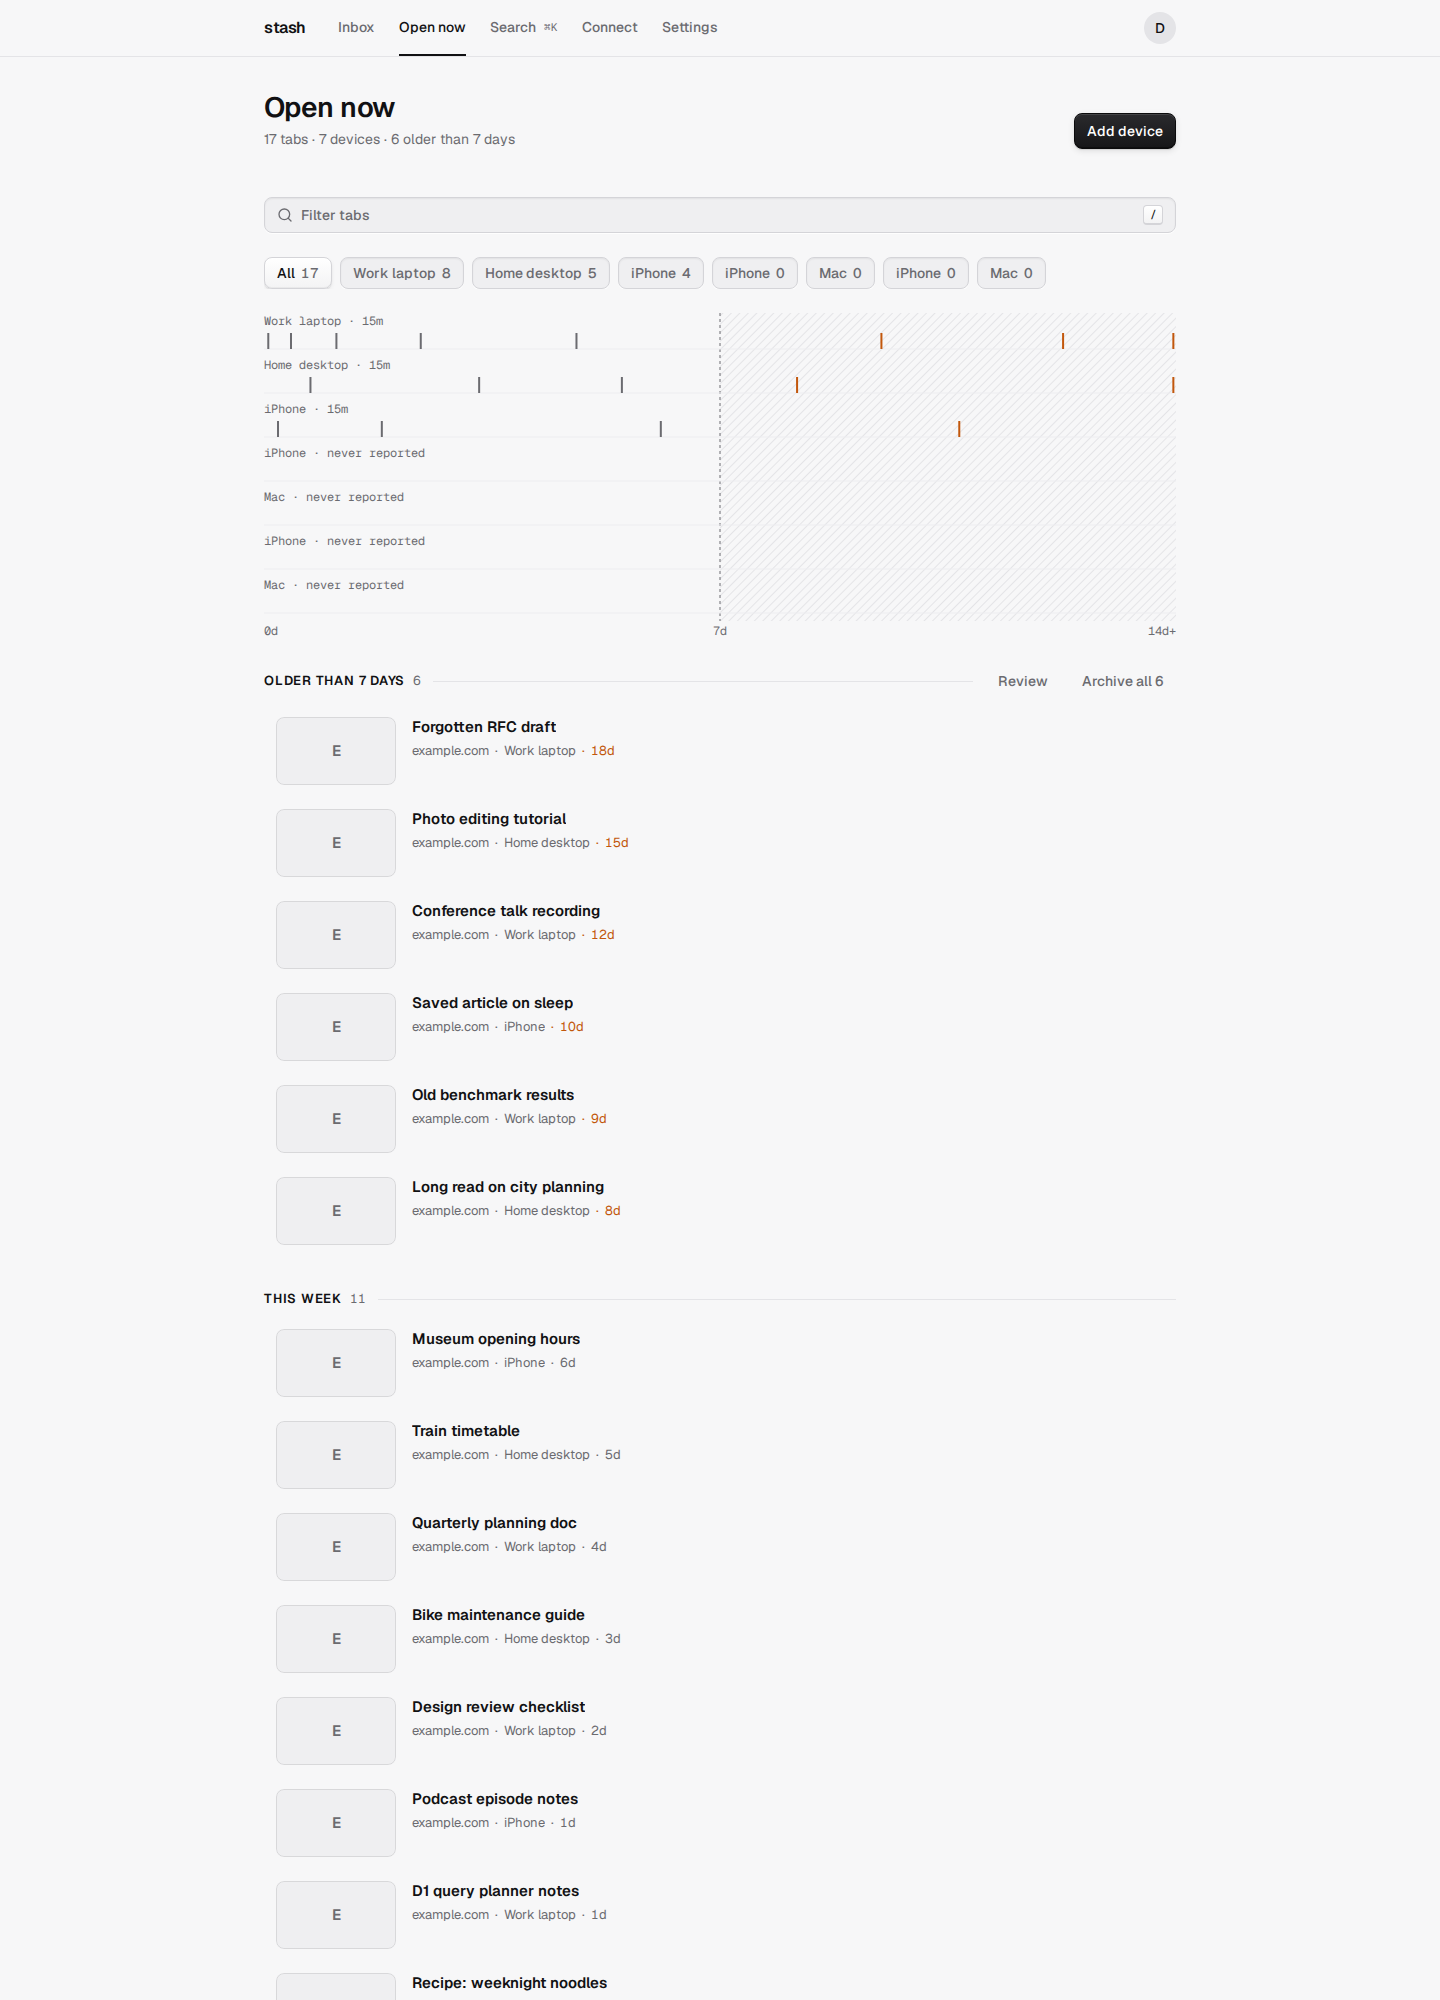 stash Inbox Open now Search ⌘K Connect Settings D
Open now
17 tabs · 7 devices · 6 older than 7 days
Add device
Filter tabs /
All 17 Work laptop 8 Home desktop 5 iPhone 4 iPhone 0 Mac 0 iPhone 0 Mac 0
Work laptop · 15m
Home desktop · 15m
iPhone · 15m
iPhone · never reported
Mac · never reported
iPhone · never reported
Mac · never reported
0d 7d 14d+
OLDER THAN 7 DAYS 6 Review Archive all 6
E
Forgotten RFC draft
example.com · Work laptop · 18d
E
Photo editing tutorial
example.com · Home desktop · 15d
E
Conference talk recording
example.com · Work laptop · 12d
E
Saved article on sleep
example.com · iPhone · 10d
E
Old benchmark results
example.com · Work laptop · 9d
E
Long read on city planning
example.com · Home desktop · 8d
THIS WEEK 11
E
Museum opening hours
example.com · iPhone · 6d
E
Train timetable
example.com · Home desktop · 5d
E
Quarterly planning doc
example.com · Work laptop · 4d
E
Bike maintenance guide
example.com · Home desktop · 3d
E
Design review checklist
example.com · Work laptop · 2d
E
Podcast episode notes
example.com · iPhone · 1d
E
D1 query planner notes
example.com · Work laptop · 1d
Recipe: weeknight noodles